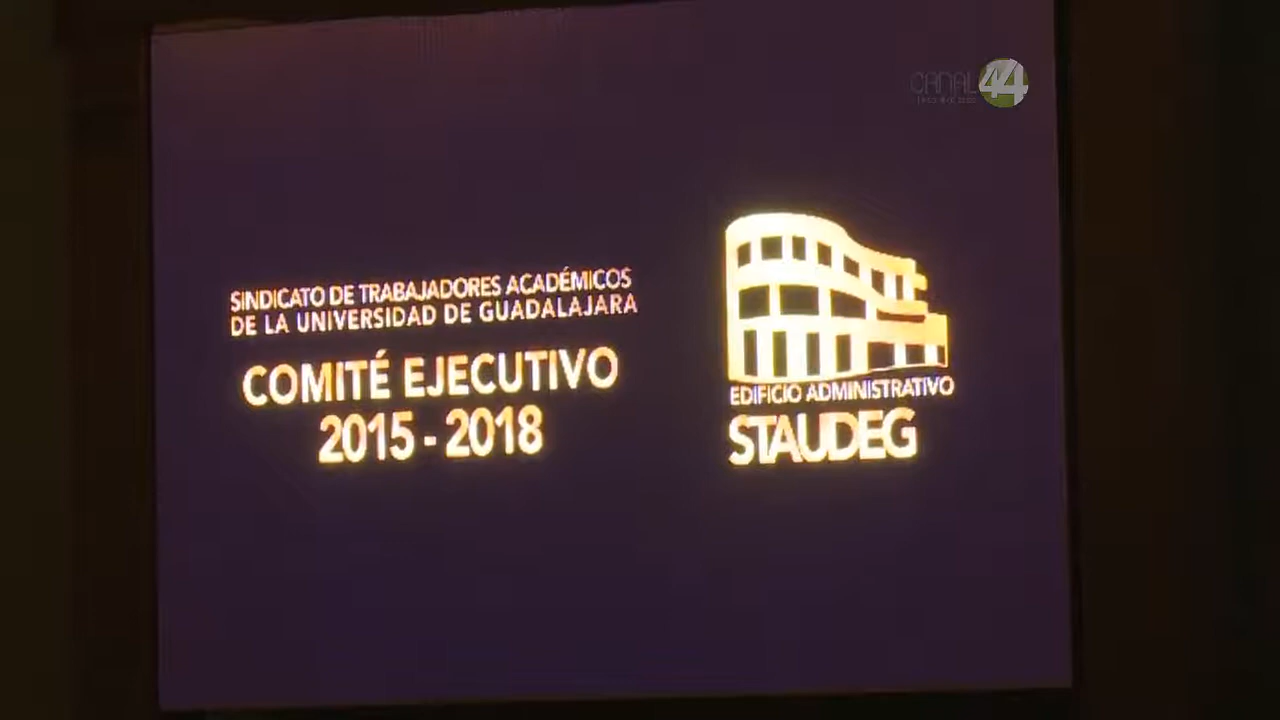 CANAL 44
SINDICATO DE TRABAJADORES ACADÉMICOS
DE LA UNIVERSIDAD DE GUADALAJARA
COMITÉ EJECUTIVO
2015 - 2018
EDIFICIO ADMINISTRATIVO
STAUDEG